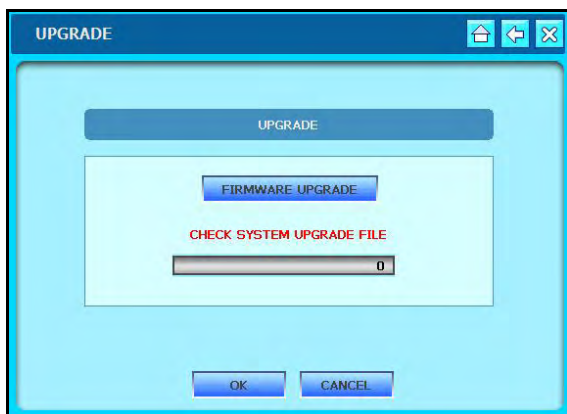 UPGRADE
UPGRADE
FIRMWARE UPGRADE
CHECK SYSTEM UPGRADE FILE
0
OK CANCEL